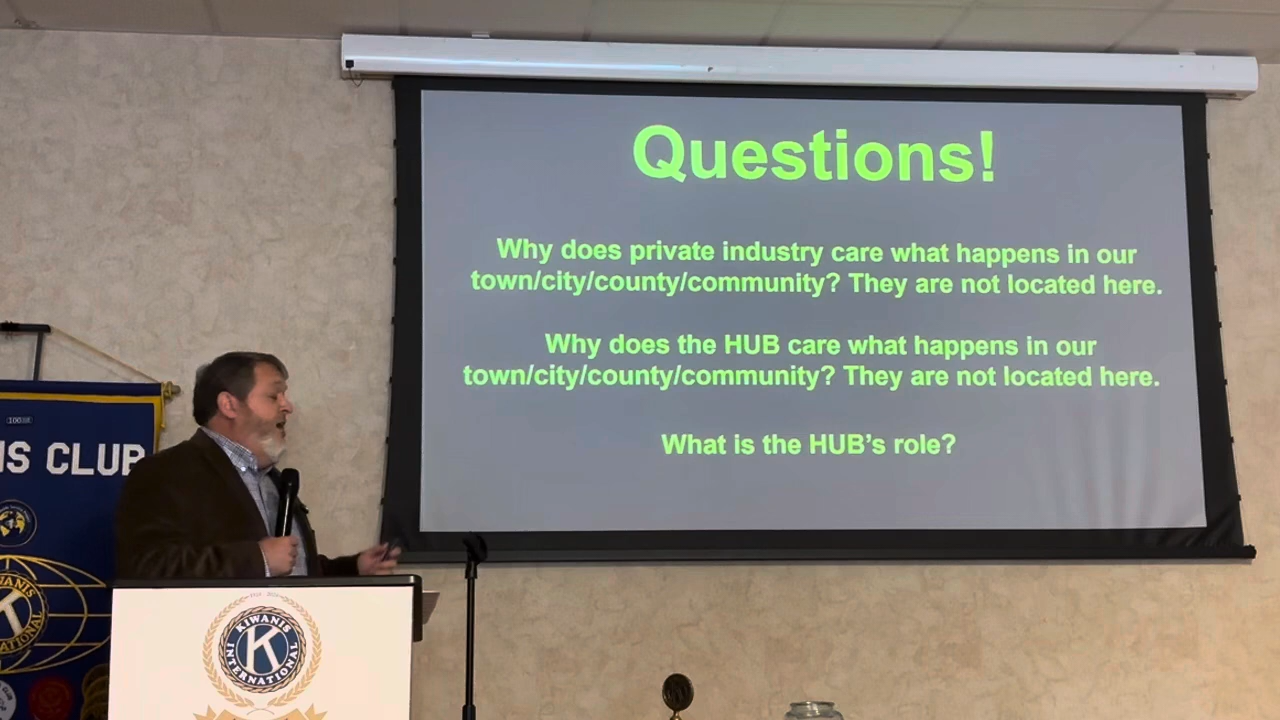 Questions!
Why does private industry care what happens in our
town/city/county/community? They are not located here.
Why does the HUB care what happens in our
town/city/county/community? They are not located here.
What is the HUB's role?
IS CLUB
KIWANIS
INTERNATIONAL
K
KIWANIS
INTERNATIONAL
K